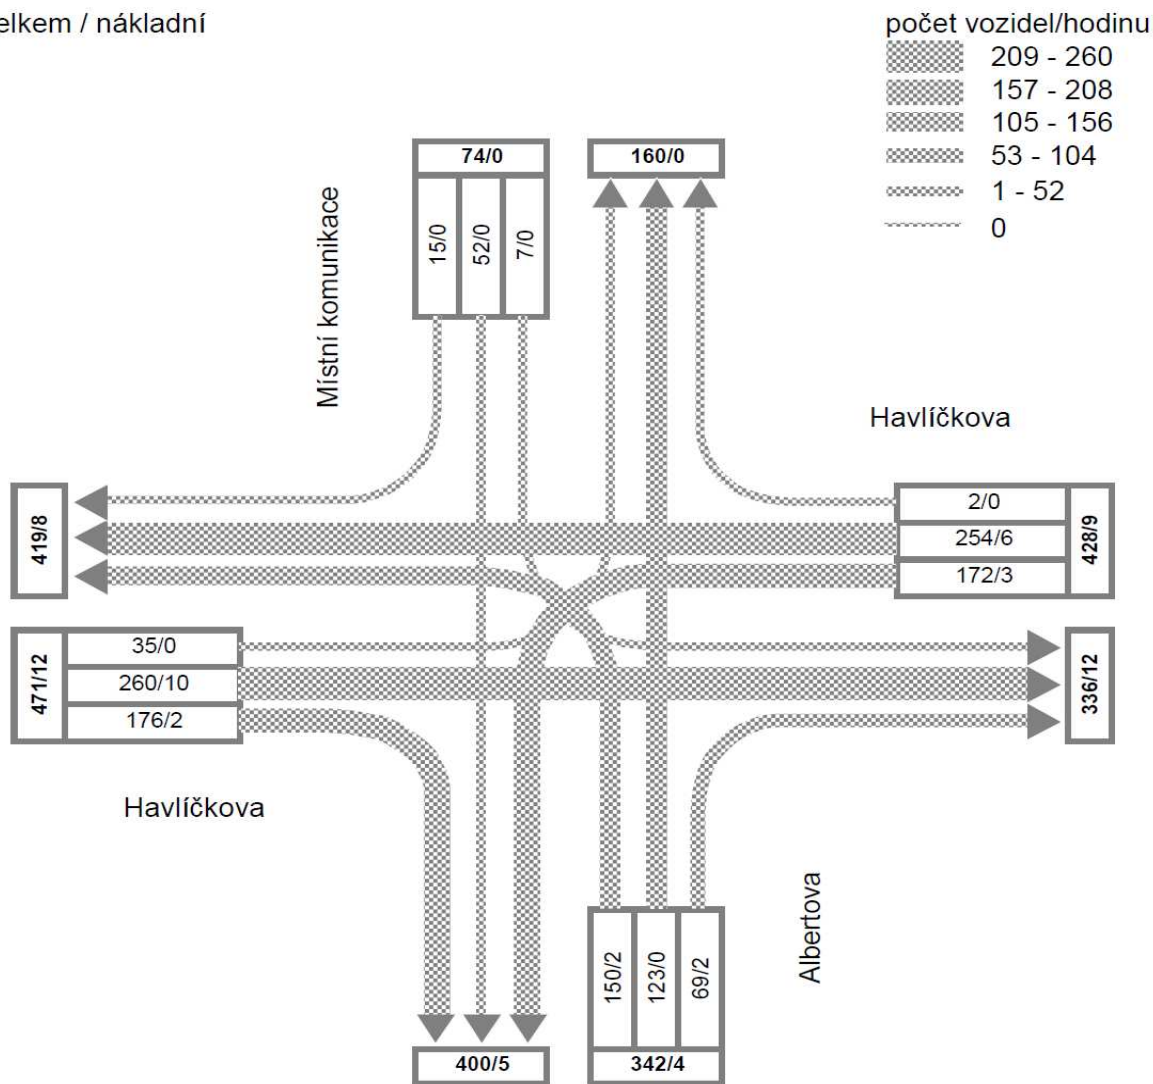 elkem / nákladní
počet vozidel/hodinu
209 - 260
157 - 208
105 - 156
53 - 104
1 - 52
0
74/0
160/0
15/0
52/0
7/0
Místní komunikace
Havlíčkova
419/8
2/0
254/6
172/3
428/9
471/12
35/0
260/10
176/2
336/12
Havlíčkova
Albertova
150/2
123/0
69/2
400/5
342/4